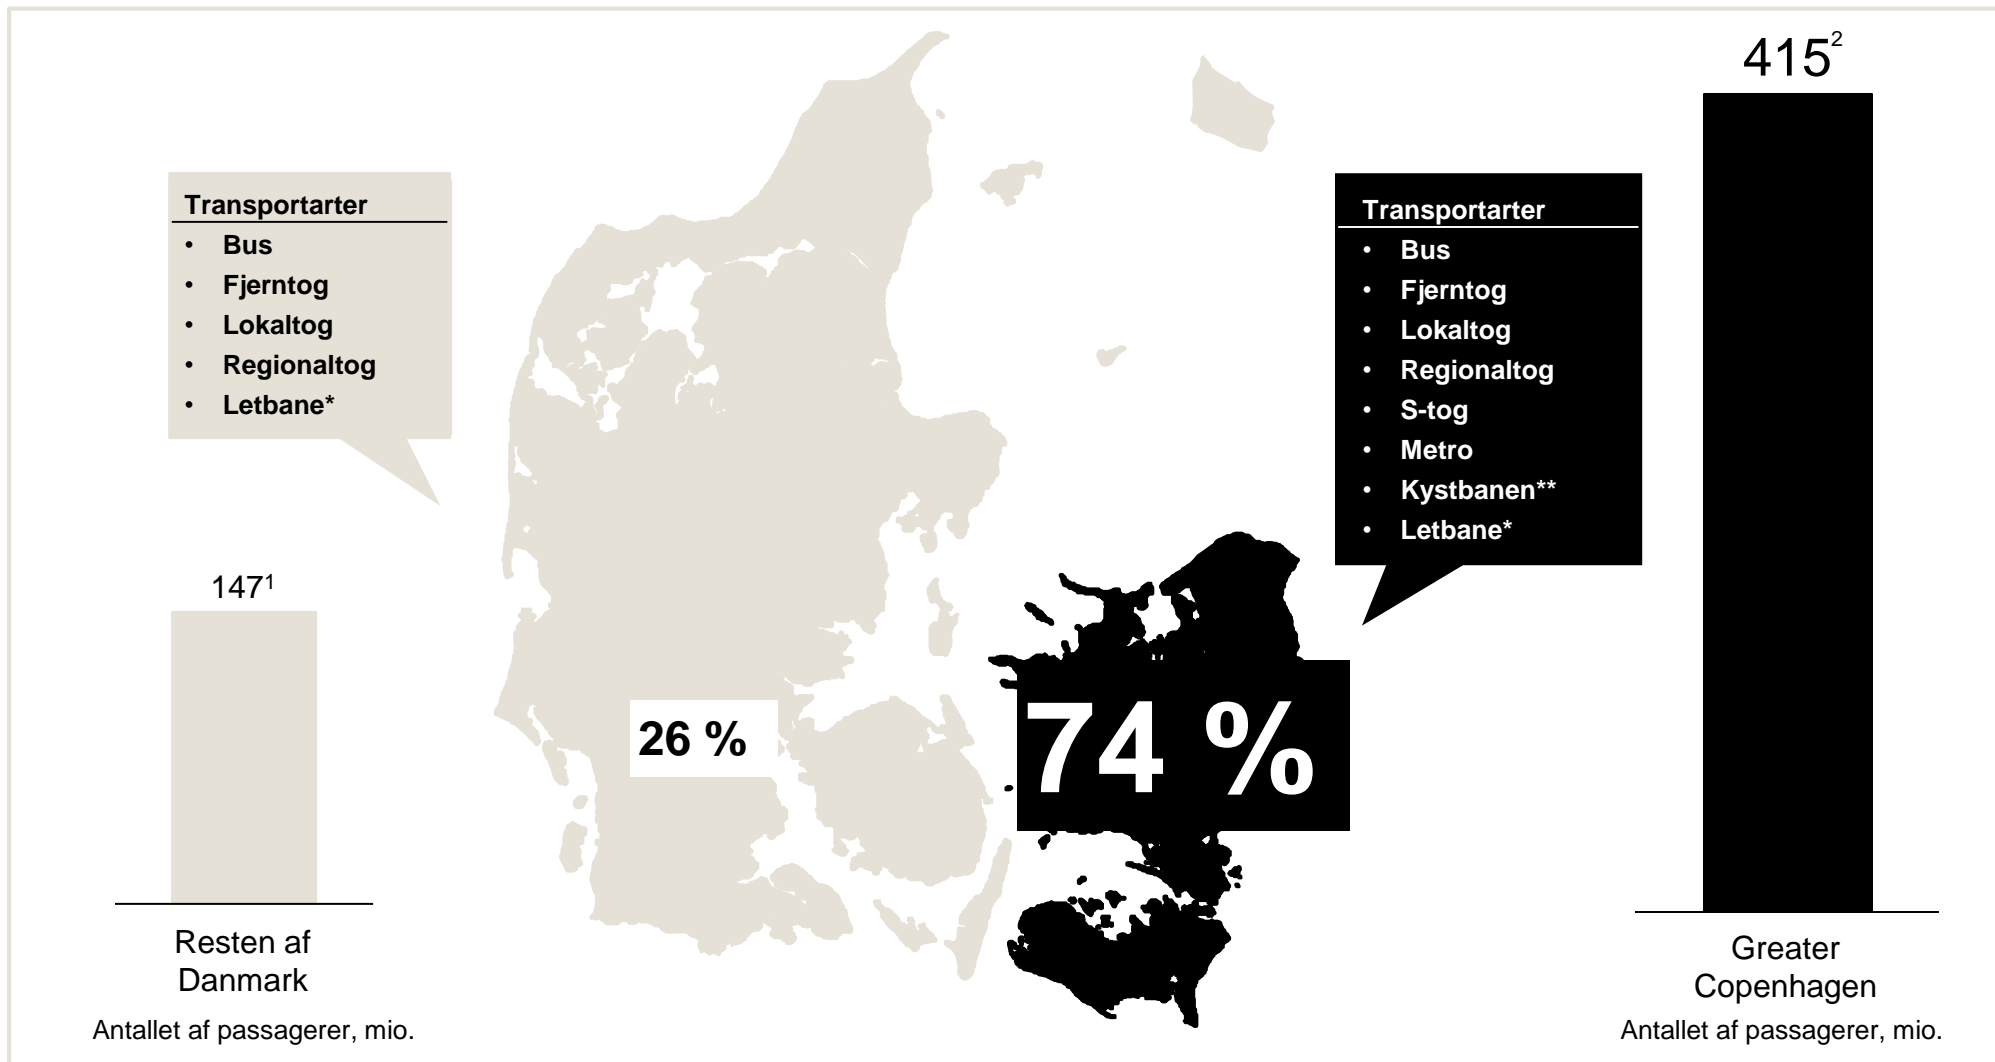 Transportarter
• Bus
• Fjerntog
• Lokaltog
• Regionaltog
• Letbane*
147¹
Resten af
Danmark
Antallet af passagerer, mio.
26 %
74 %
Transportarter
• Bus
• Fjerntog
• Lokaltog
• Regionaltog
• S-tog
• Metro
• Kystbanen**
• Letbane*
415²
Greater
Copenhagen
Antallet af passagerer, mio.